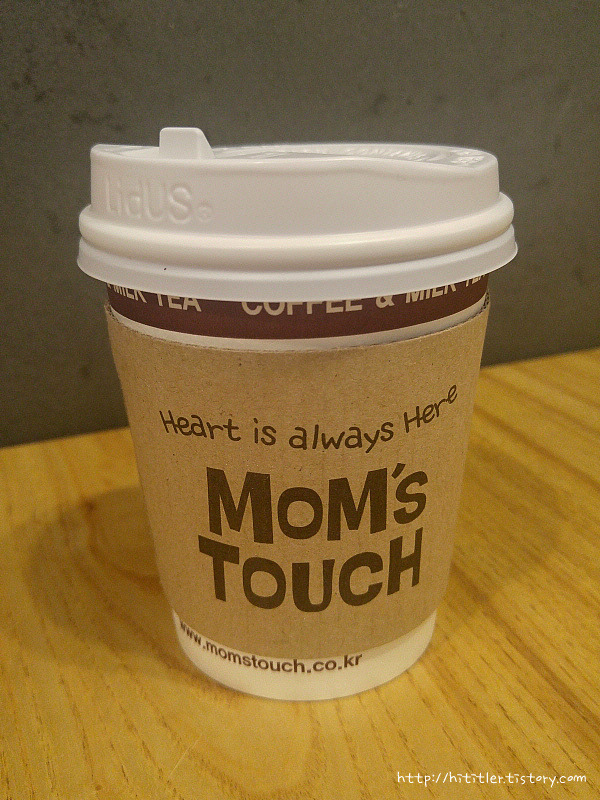 LidUS®
MILK TEA COFFEE & MILK TEA
Heart is always Here
MOM'S
TOUCH
www.momstouch.co.kr
http://hititler.tistory.com